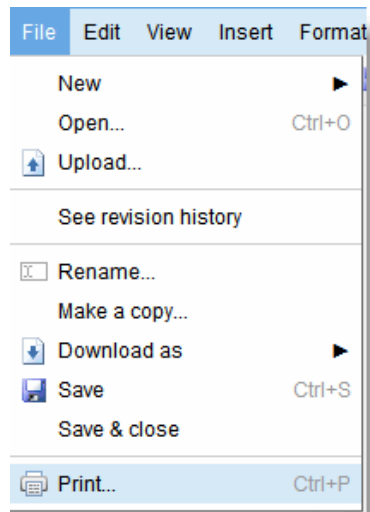 File Edit View Insert Format
New
Open... Ctrl+O
Upload...
See revision history
Rename...
Make a copy...
Download as
Save Ctrl+S
Save & close
Print... Ctrl+P